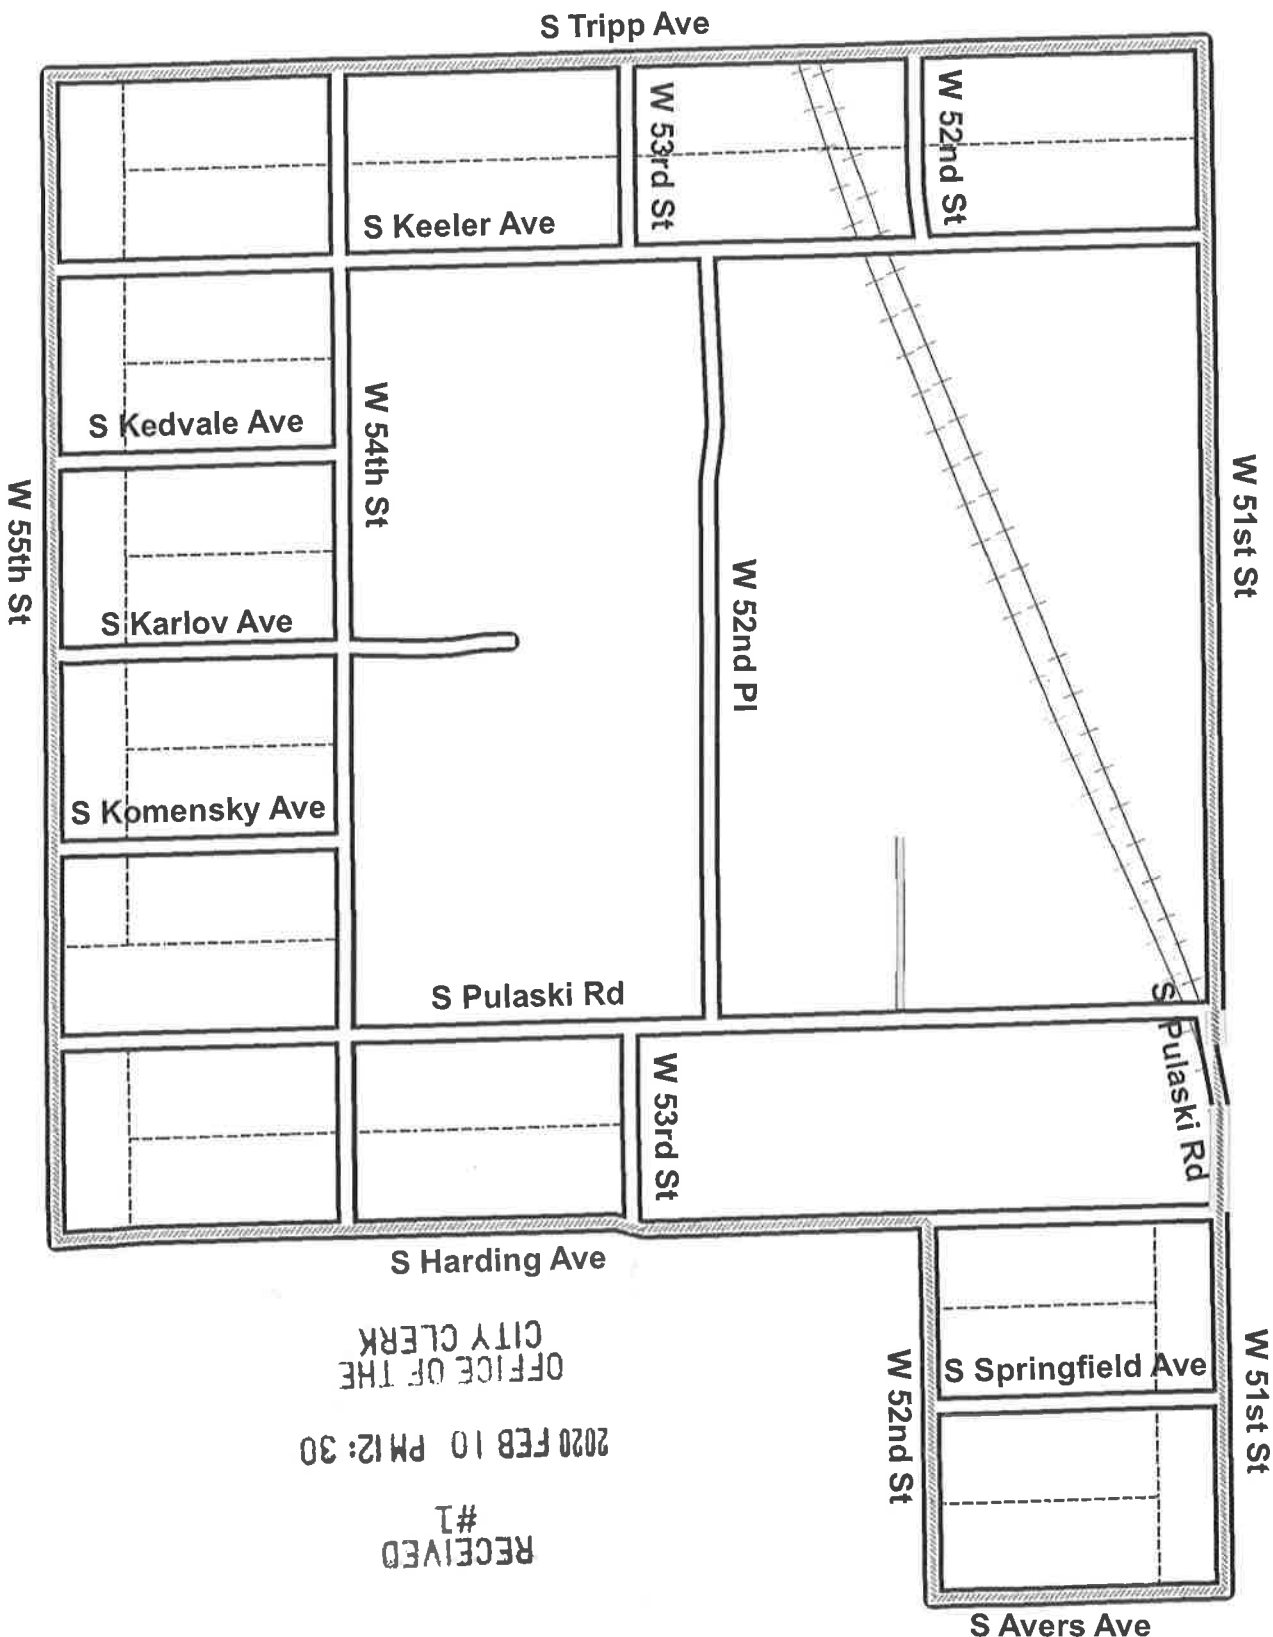 S Tripp Ave
W 53rd St
W 52nd St
S Keeler Ave
W 54th St
S Kedvale Ave
W 55th St
W 51st St
W 52nd Pl
S Karlov Ave
S Komensky Ave
S Pulaski Rd
S Pulaski Rd
W 53rd St
S Harding Ave
W 52nd St
S Springfield Ave
W 51st St
S Avers Ave
RECEIVED
#1
2020 FEB 10 PM 12:30
OFFICE OF THE
CITY CLERK